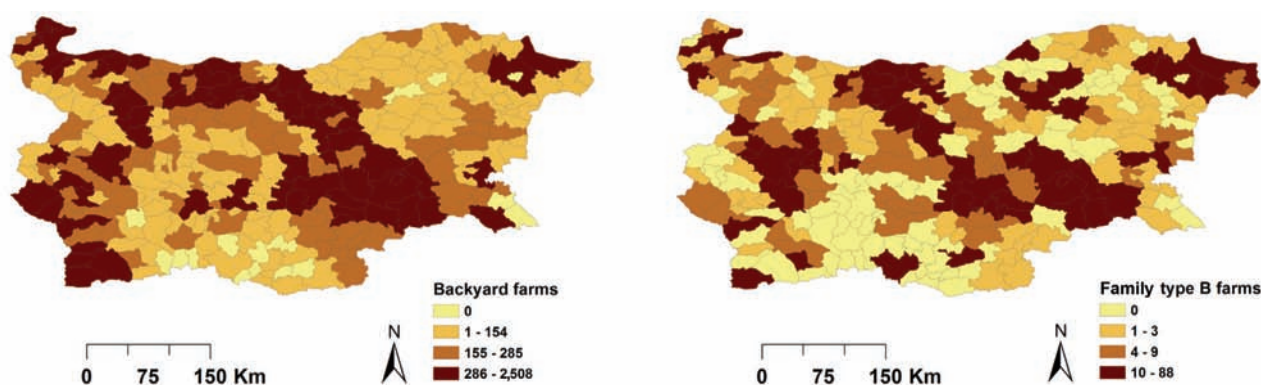 Backyard farms
0
1 - 154
155 - 285
286 - 2,508
N
0 75 150 Km
Family type B farms
0
1 - 3
4 - 9
10 - 88
N
0 75 150 Km